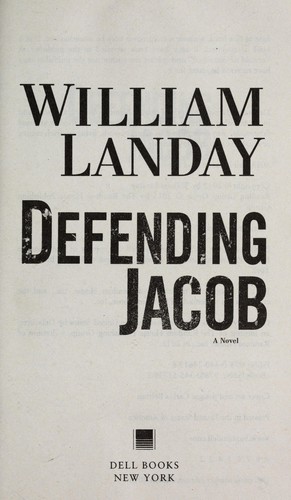 WILLIAM
LANDAY
DEFENDING
JACOB
A Novel
DELL BOOKS
NEW YORK